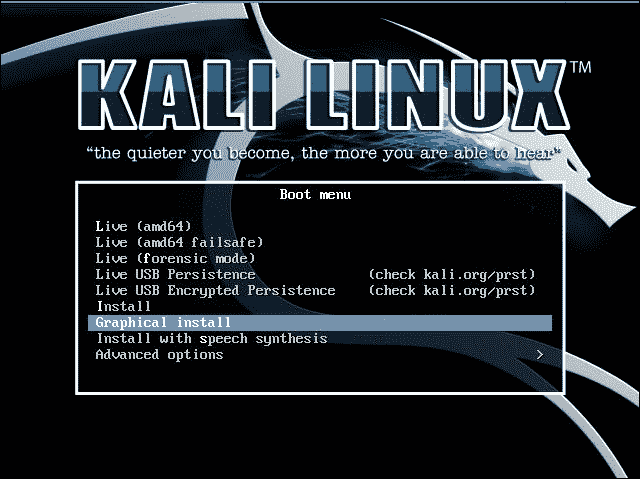 KALI LINUX™
“the quieter you become, the more you are able to hear”
Boot menu
Live (amd64)
Live (amd64 failsafe)
Live (forensic mode)
Live USB Persistence (check kali.org/prst)
Live USB Encrypted Persistence (check kali.org/prst)
Install
Graphical install
Install with speech synthesis
Advanced options >